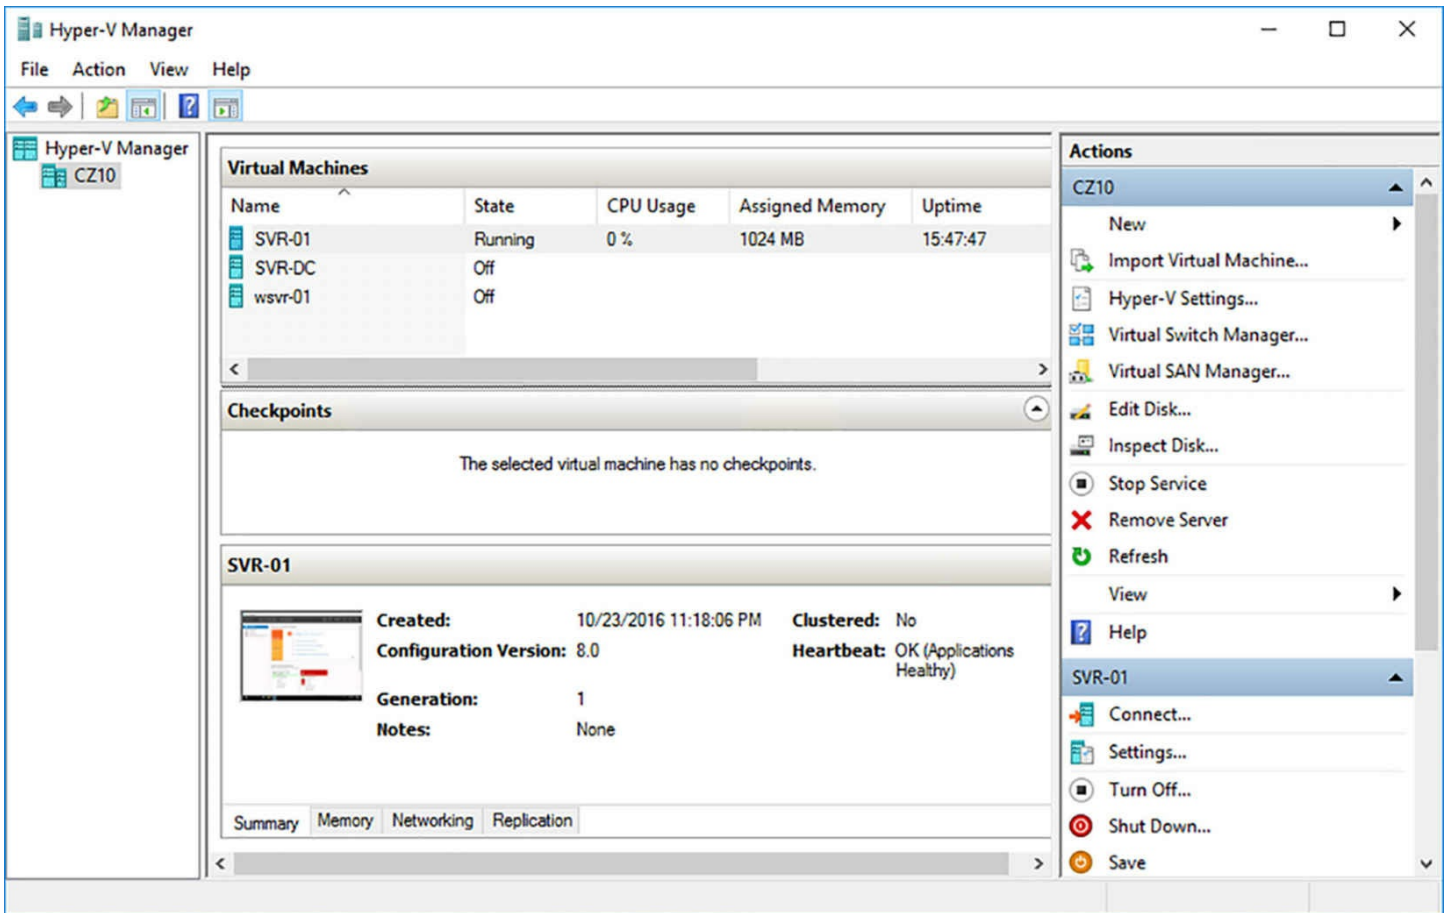 Hyper-V Manager
File Action View Help
Hyper-V Manager
CZ10
Virtual Machines
Name State CPU Usage Assigned Memory Uptime
SVR-01 Running 0 % 1024 MB 15:47:47
SVR-DC Off
wsvr-01 Off
Checkpoints
The selected virtual machine has no checkpoints.
SVR-01
Created: 10/23/2016 11:18:06 PM Clustered: No
Configuration Version: 8.0 Heartbeat: OK (Applications
Healthy)
Generation: 1
Notes: None
Summary Memory Networking Replication
Actions
CZ10
New
Import Virtual Machine...
Hyper-V Settings...
Virtual Switch Manager...
Virtual SAN Manager...
Edit Disk...
Inspect Disk...
Stop Service
Remove Server
Refresh
View
Help
SVR-01
Connect...
Settings...
Turn Off...
Shut Down...
Save